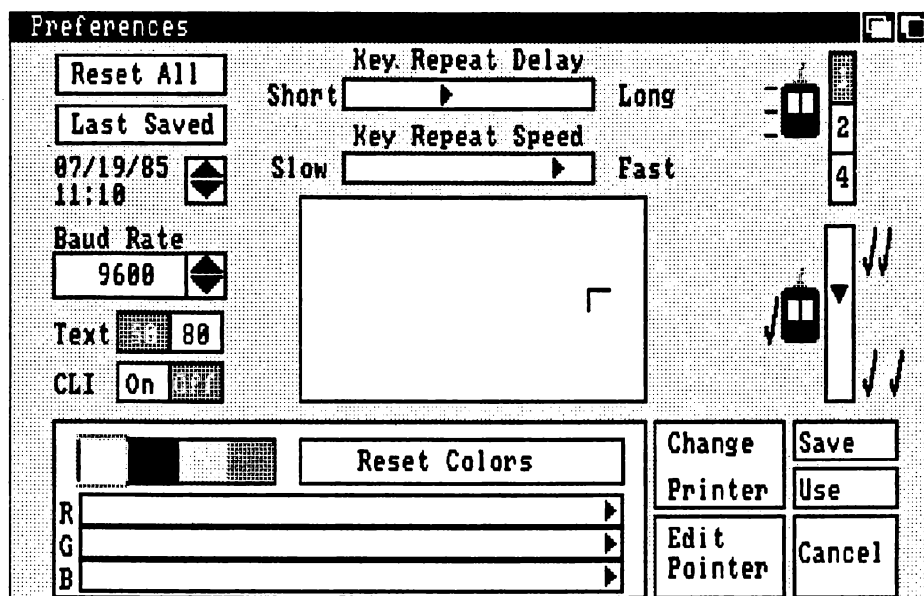 Preferences
Reset All
Last Saved
07/19/85
11:10
Baud Rate
9600
Text 80
CLI On
Key Repeat Delay
Short Long
Key Repeat Speed
Slow Fast
2
4
Reset Colors
R
G
B
Change
Printer
Edit
Pointer
Save
Use
Cancel